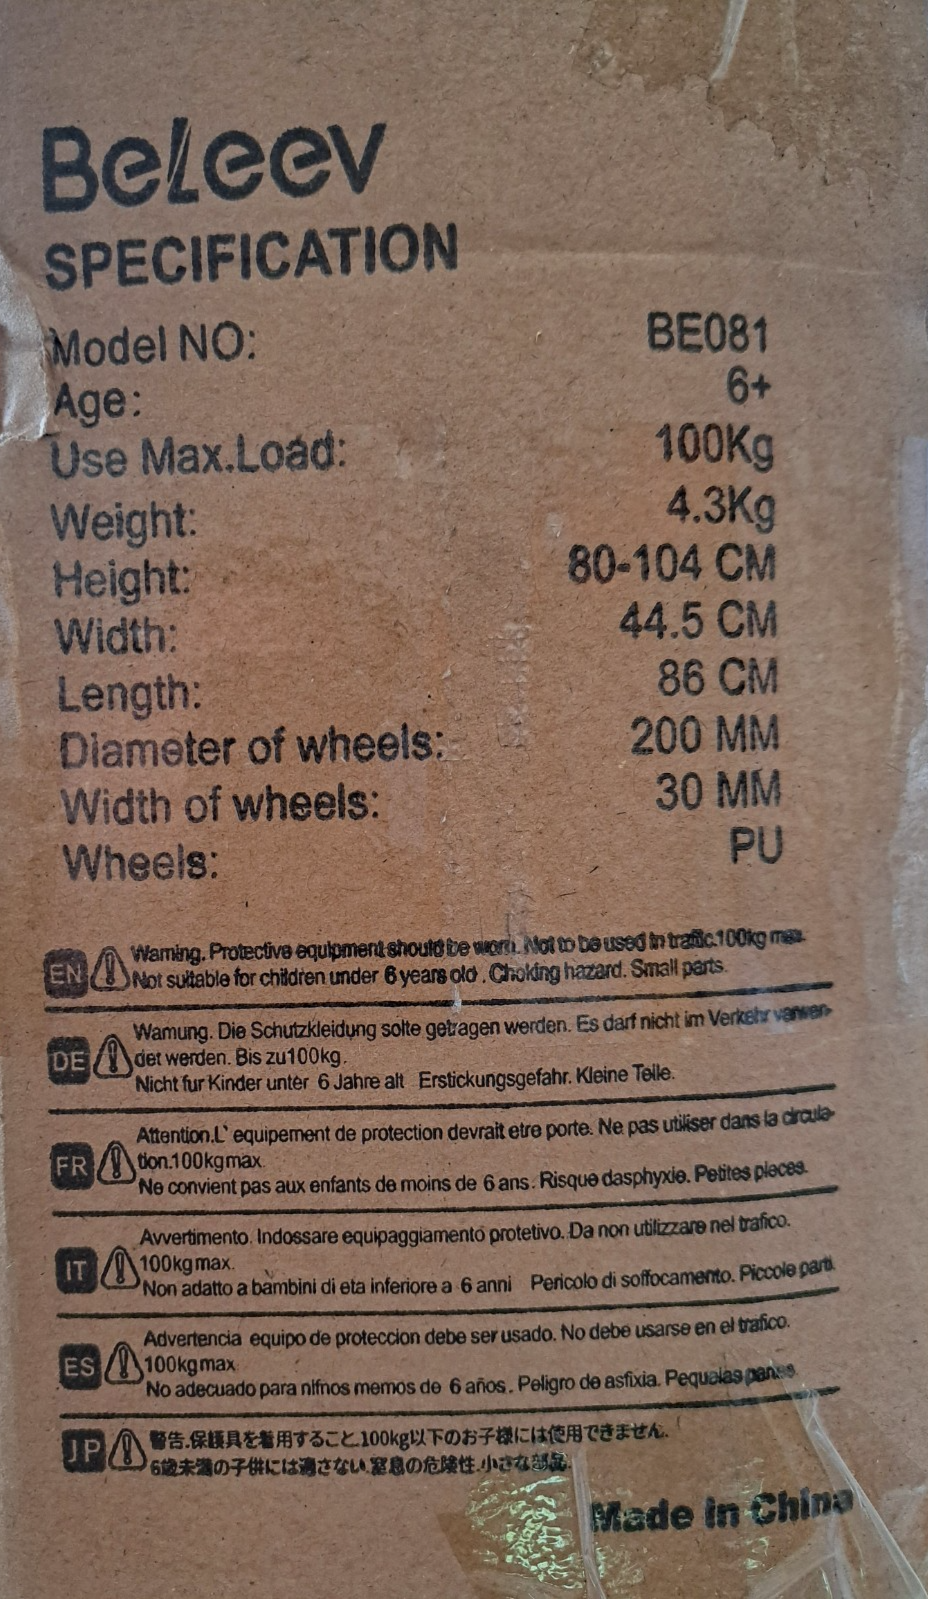 Beleev
SPECIFICATION
Model NO: BE081
Age: 6+
Use Max.Load: 100Kg
Weight: 4.3Kg
Height: 80-104 CM
Width: 44.5 CM
Length: 86 CM
Diameter of wheels: 200 MM
Width of wheels: 30 MM
Wheels: PU
EN Warning. Protective equipment should be worn. Not to be used in traffic.100kg max.
Not suitable for children under 6 years old . Choking hazard. Small parts.
DE Warnung. Die Schutzkleidung solte getragen werden. Es darf nicht im Verkehr verwen-
det werden. Bis zu100kg.
Nicht fur Kinder unter 6 Jahre alt Erstickungsgefahr. Kleine Teile.
FR Attention.L' equipement de protection devrait etre porte. Ne pas utiliser dans la circula-
tion.100kgmax.
Ne convient pas aux enfants de moins de 6 ans. Risque dasphyxie. Petites pieces.
IT Avvertimento. Indossare equipaggiamento protetivo. Da non utilizzare nel trafico.
100kgmax.
Non adatto a bambini di eta inferiore a 6 anni Pericolo di soffocamento. Piccole parti.
ES Advertencia equipo de proteccion debe ser usado. No debe usarse en el trafico.
100kgmax
No adecuado para nifnos memos de 6 años. Peligro de asfixia.
JP 警告.保護具を着用すること.100kg以下のお子様には使用できません.
6歳未満の子供には適さない.窒息の危険性.小さな部品.
Made in China